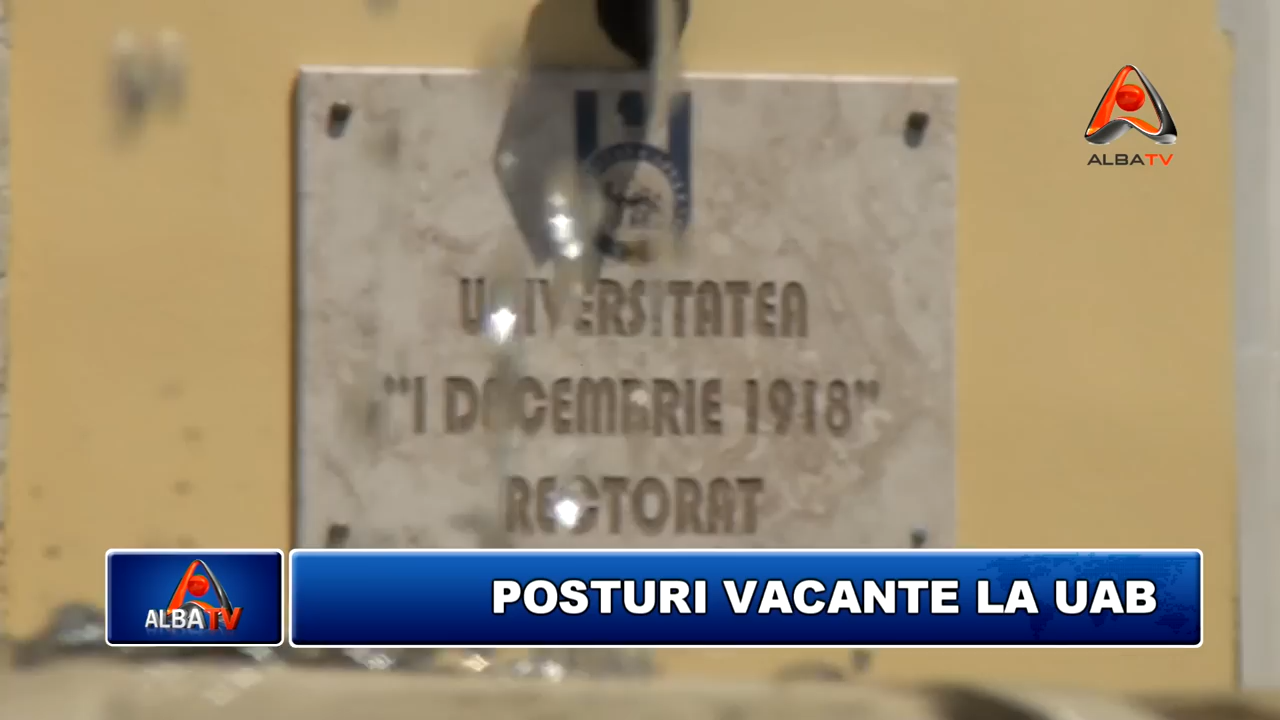 ALBATV
UNIVERSITATEA
"1 DECEMBRIE 1918"
RECTORAT
ALBATV
POSTURI VACANTE LA UAB